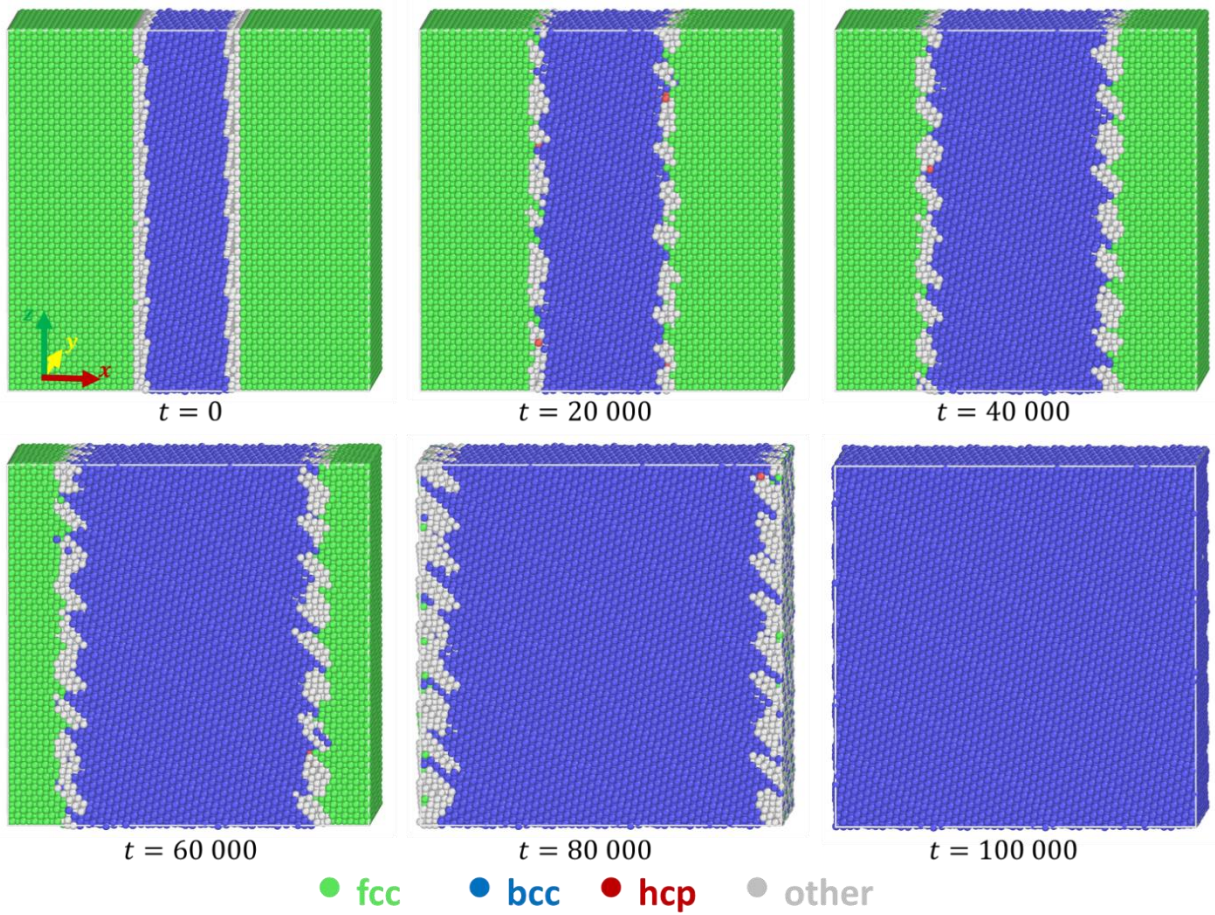 z
y
x
t = 0
t = 20 000
t = 40 000
t = 60 000
t = 80 000
t = 100 000
fcc bcc hcp other